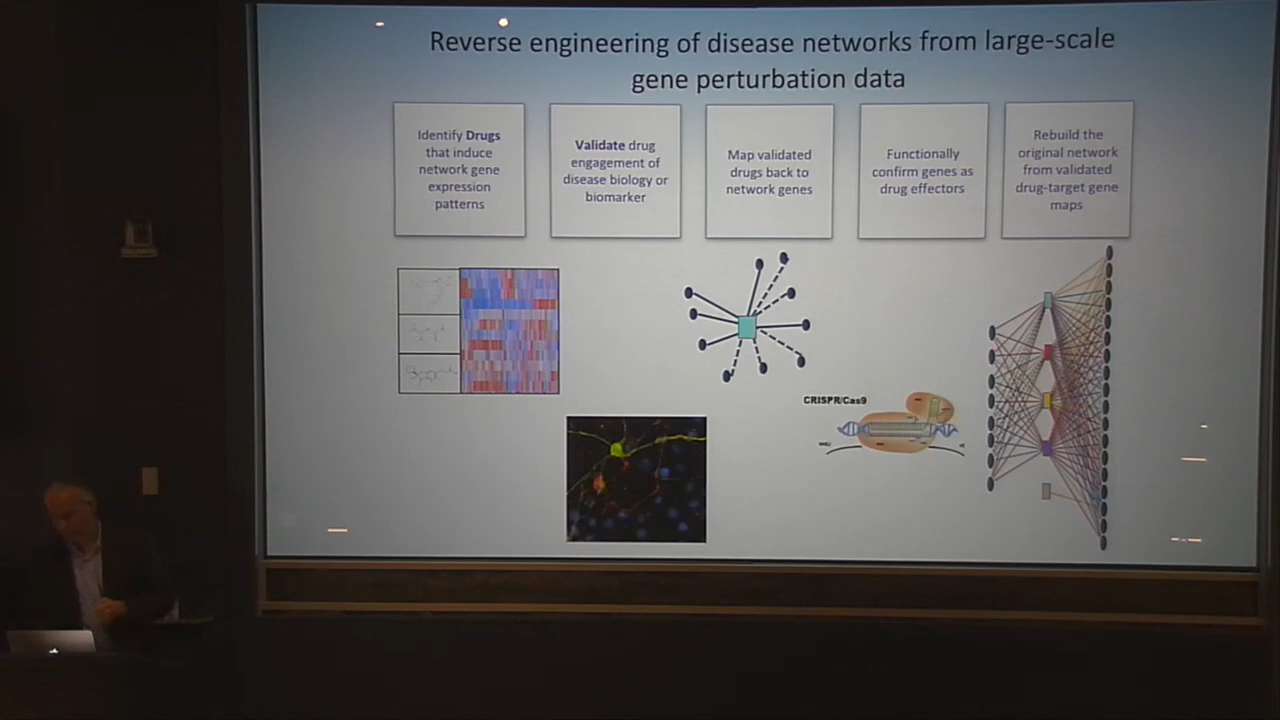 Reverse engineering of disease networks from large-scale
gene perturbation data
Identify Drugs
that induce
network gene
expression
patterns
Validate drug
engagement of
disease biology or
biomarker
Map validated
drugs back to
network genes
Functionally
confirm genes as
drug effectors
Rebuild the
original network
from validated
drug-target gene
maps
CRISPR/Cas9